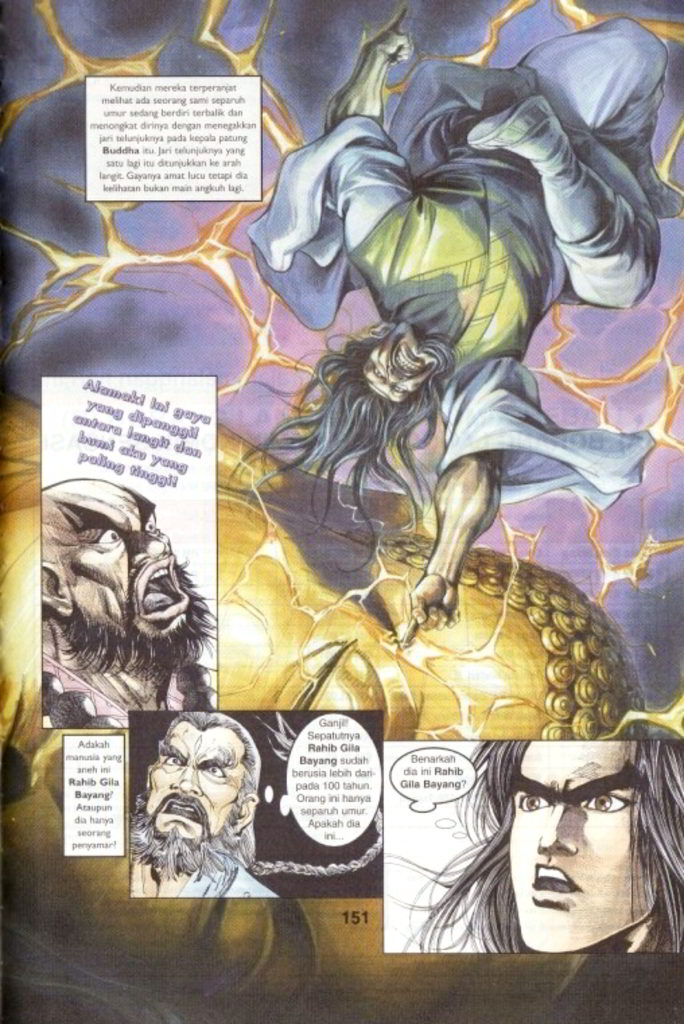 Kemudian mereka terperanjat
melihat ada seorang sami separuh
umur sedang berdiri terbalik dan
menongkat dirinya dengan menegakkan
jari telunjuknya pada kepala patung
Buddha itu. Jari telunjuknya yang
satu lagi itu ditunjukkan ke arah
langit. Gayanya amat lucu tetapi dia
kelihatan bukan main angkuh lagi.
Alamak! Ini gaya
yang dipanggil
antara langit dan
bumi aku yang
paling tinggi!
Adakah
manusia yang
aneh ini
Rahib Gila
Bayang?
Ataupun
dia hanya
seorang
penyamar?
Ganjil!
Sepatutnya
Rahib Gila
Bayang sudah
berusia lebih dari-
pada 100 tahun.
Orang ini hanya
separuh umur.
Apakah dia
ini...
Benarkah
dia ini Rahib
Gila Bayang?
151